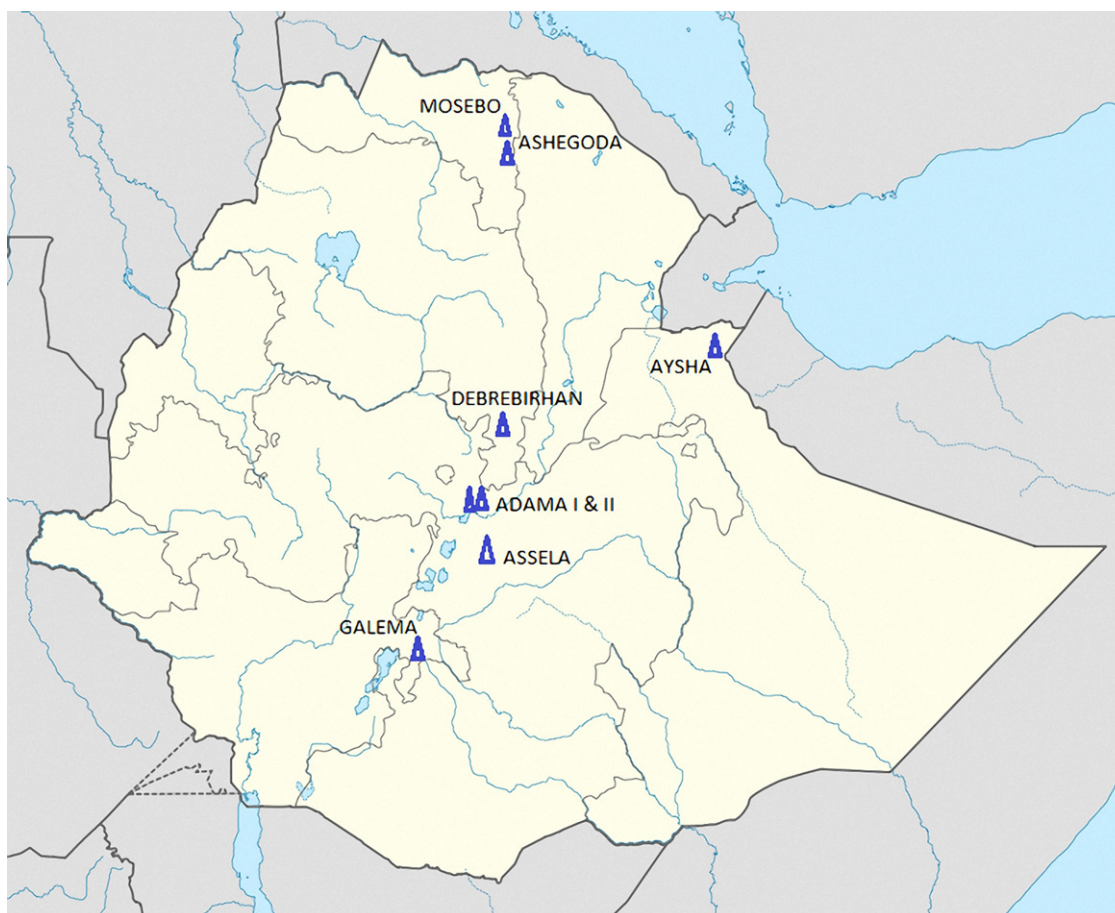 MOSEBO
ASHEGODA
AYSHA
DEBREBIRHAN
ADAMA I & II
ASSELA
GALEMA